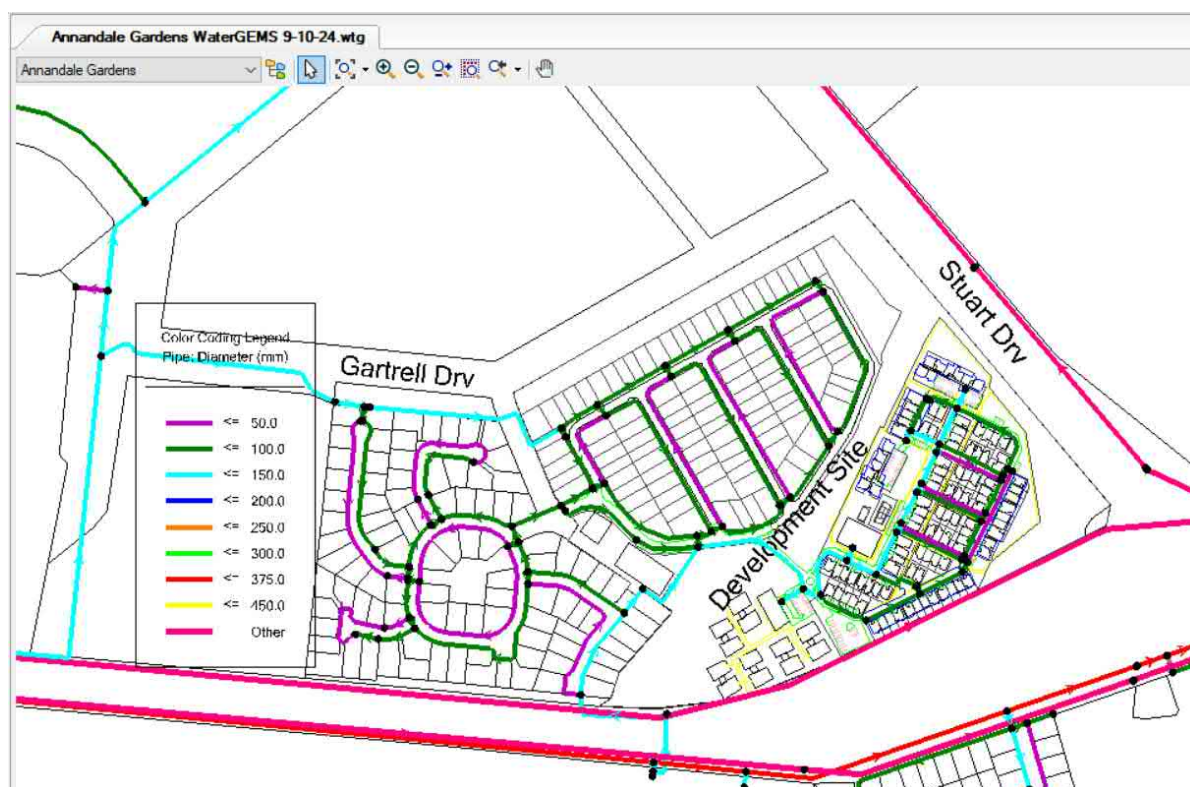 Annandale Gardens WaterGEMS 9-10-24.wtg
Annandale Gardens
Stuart Drv
Color Coding Legend
Pipe: Diameter (mm)
Gartrell Drv
<= 50.0
<= 100.0
<= 150.0
<= 200.0
<= 250.0
<= 300.0
<= 375.0
<= 450.0
Other
Development Site